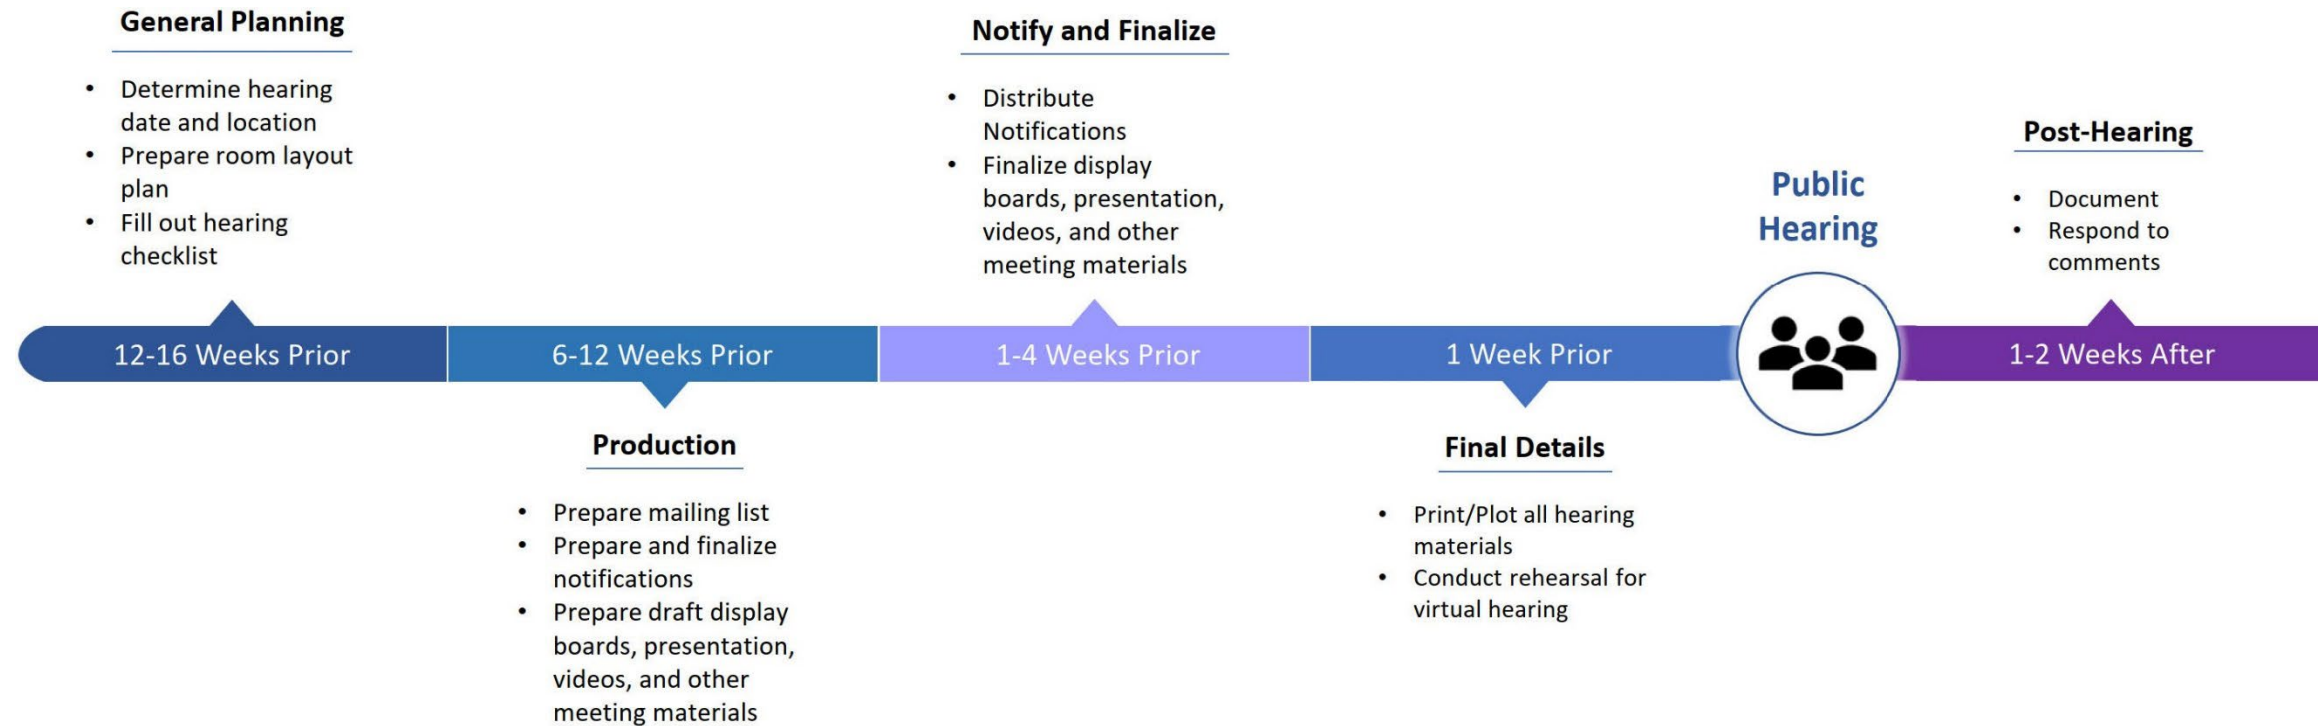 General Planning
• Determine hearing
date and location
• Prepare room layout
plan
• Fill out hearing
checklist
12-16 Weeks Prior
6-12 Weeks Prior
Production
• Prepare mailing list
• Prepare and finalize
notifications
• Prepare draft display
boards, presentation,
videos, and other
meeting materials
Notify and Finalize
• Distribute
Notifications
• Finalize display
boards, presentation,
videos, and other
meeting materials
1-4 Weeks Prior
1 Week Prior
Final Details
• Print/Plot all hearing
materials
• Conduct rehearsal for
virtual hearing
Public
Hearing
Post-Hearing
• Document
• Respond to
comments
1-2 Weeks After